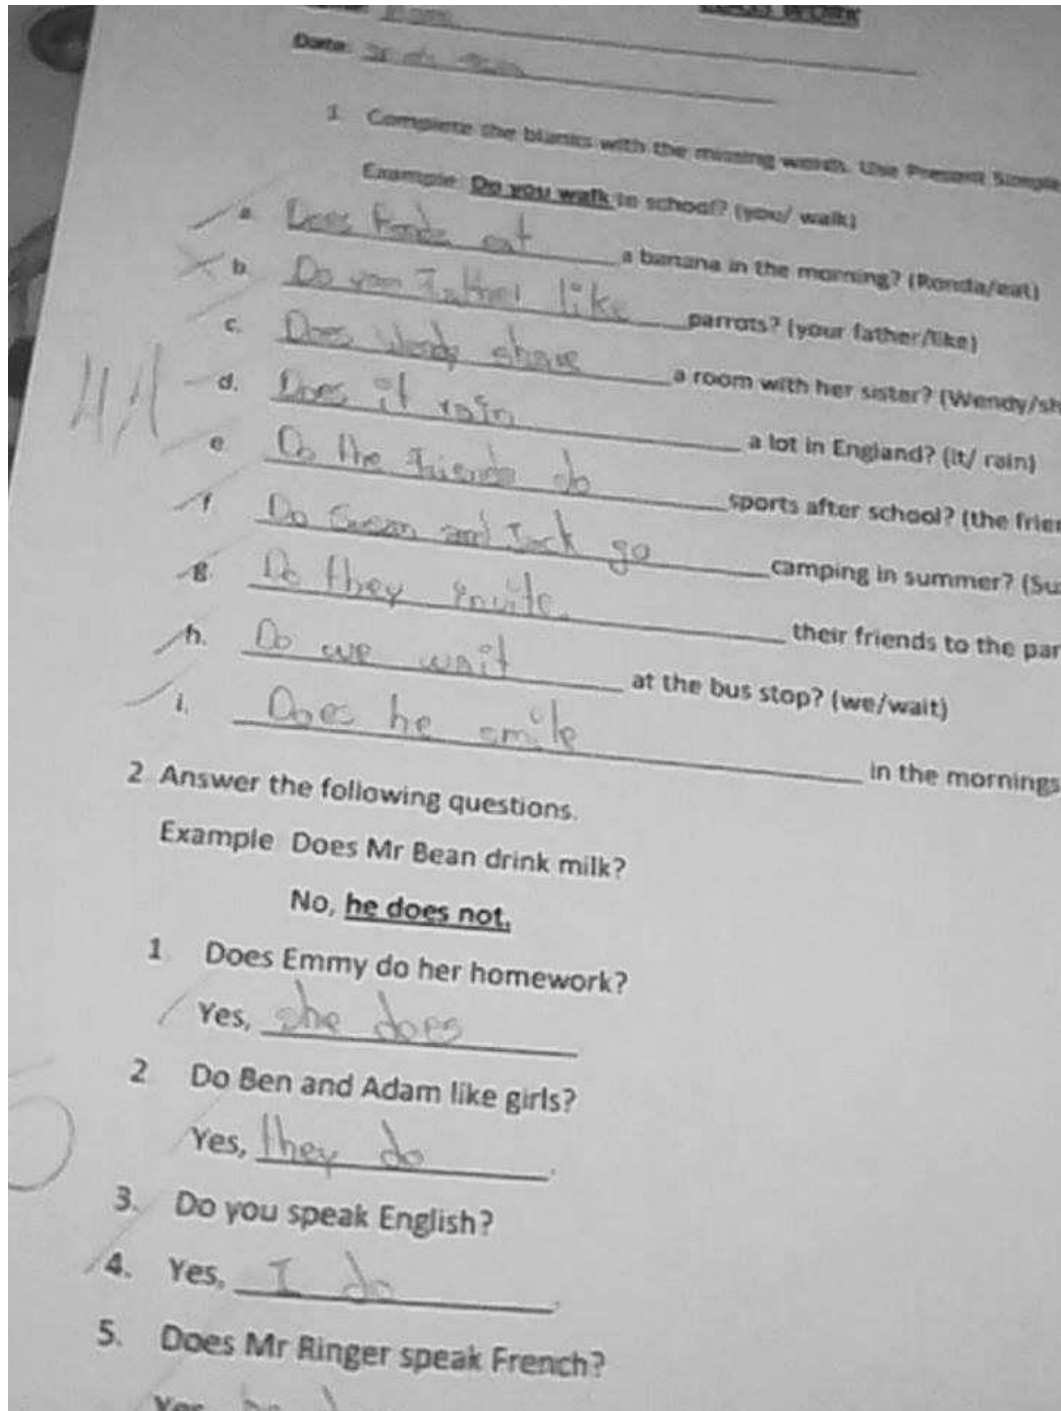 Date:
1 Complete the blanks with the missing words. Use Present Simple
Example: Do you walk to school? (you/ walk)
a. Does Ronda eat a banana in the morning? (Ronda/eat)
b. Do your Father like parrots? (your father/like)
c. Does Wendy share a room with her sister? (Wendy/sh
d. Does it rain a lot in England? (it/ rain)
e Do the friends do sports after school? (the frien
f Do Susan and Jack go camping in summer? (Su
g. Do they invite their friends to the par
h. Do we wait at the bus stop? (we/wait)
i. Does he smile in the mornings
2 Answer the following questions.
Example Does Mr Bean drink milk?
No, he does not.
1 Does Emmy do her homework?
Yes, she does
2 Do Ben and Adam like girls?
Yes, they do.
3. Do you speak English?
4. Yes, I do.
5. Does Mr Ringer speak French?
Yes he